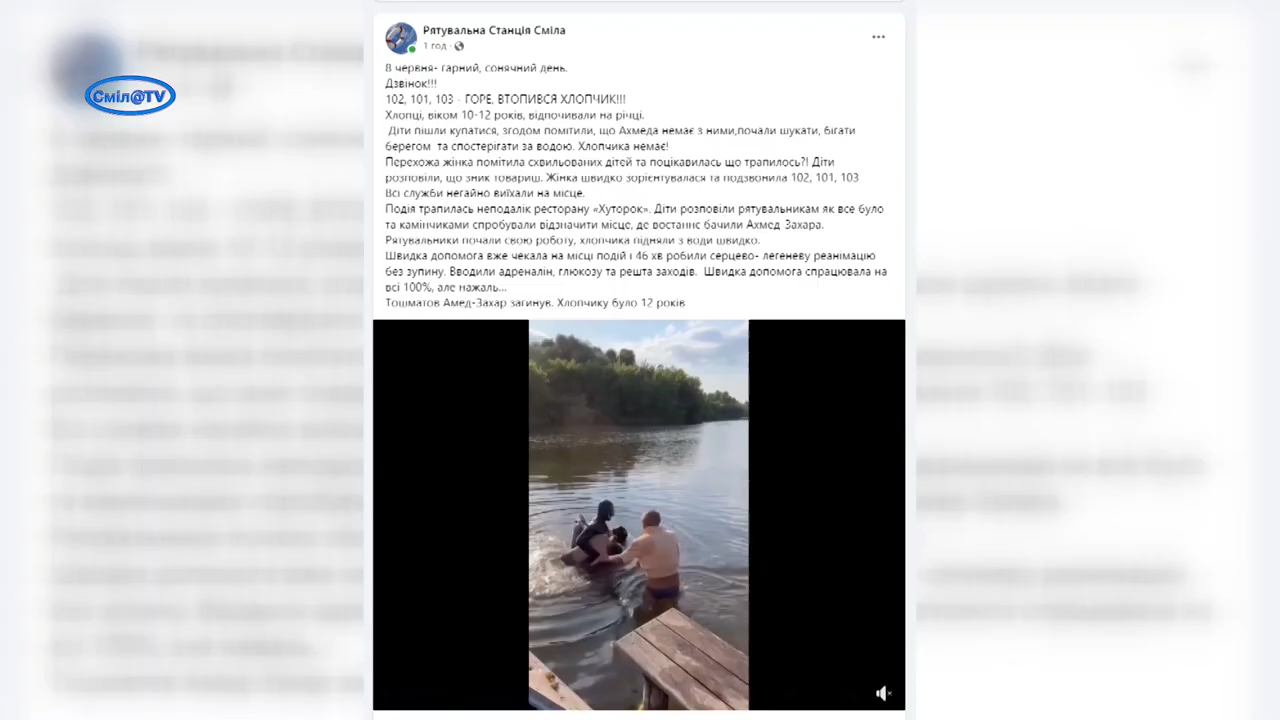 Рятувальна Станція Сміла
1 год ·
Сміл@TV
8 червня- гарний, сонячний день.
Дзвінок!!!
102, 101, 103 - ГОРЕ, ВТОПИВСЯ ХЛОПЧИК!!!
Хлопці, віком 10-12 років, відпочивали на річці.
Діти пішли купатися, згодом помітили, що Ахмеда немає з ними,почали шукати, бігати
берегом та спостерігати за водою. Хлопчика немає!
Перехожа жінка помітила схвильованих дітей та поцікавилась що трапилось?! Діти
розповіли, що зник товариш. Жінка швидко зорієнтувалася та подзвонила 102, 101, 103
Всі служби негайно виїхали на місце.
Подія трапилась неподалік ресторану «Хуторок». Діти розповіли рятувальникам як все було
та камінчиками спробували відзначити місце, де востаннє бачили Ахмед-Захара.
Рятувальники почали свою роботу, хлопчика підняли з води швидко.
Швидка допомога вже чекала на місці подій і 46 хв робили серцево- легеневу реанімацію
без зупину. Вводили адреналін, глюкозу та решта заходів. Швидка допомога спрацювала на
всі 100%, але нажаль...
Тошматов Амед-Захар загинув. Хлопчику було 12 років